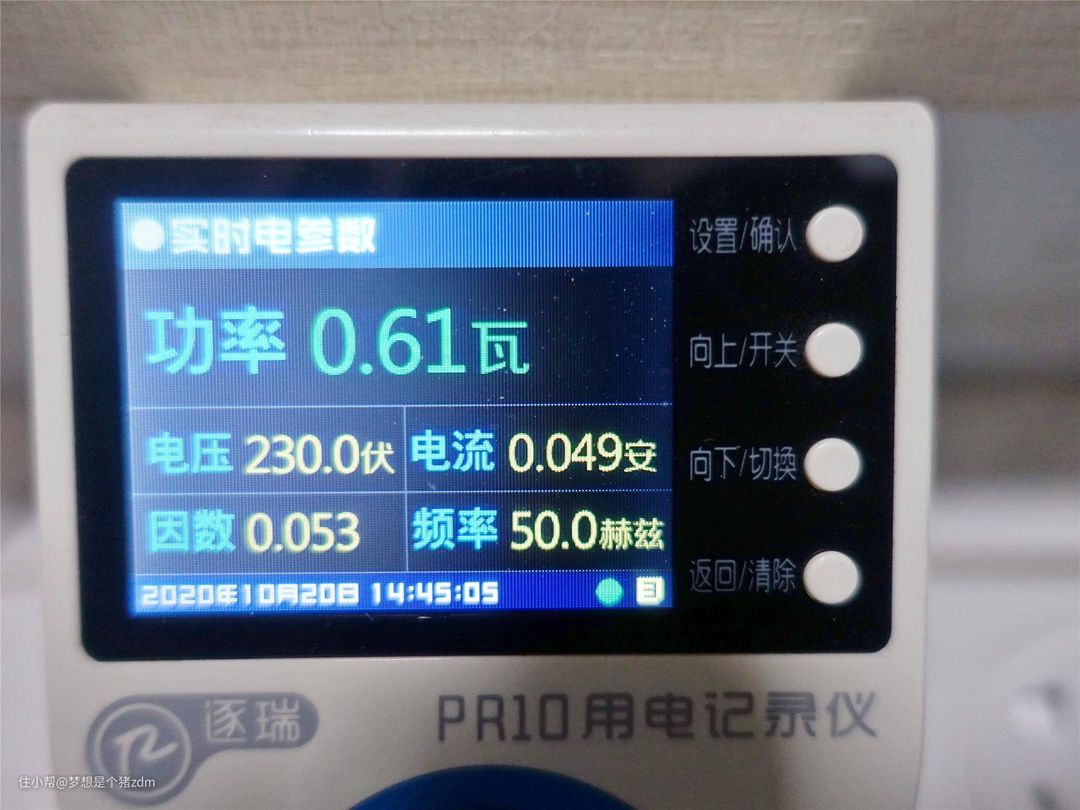 实时电参数
设置/确认
功率 0.61瓦
向上/开关
电压 230.0伏 电流 0.049安
向下/切换
因数 0.053 频率 50.0赫兹
返回/清除
2020年10月20日 14:45:05 3
逐瑞 PR10用电记录仪
住小帮@梦想是个猪zdm